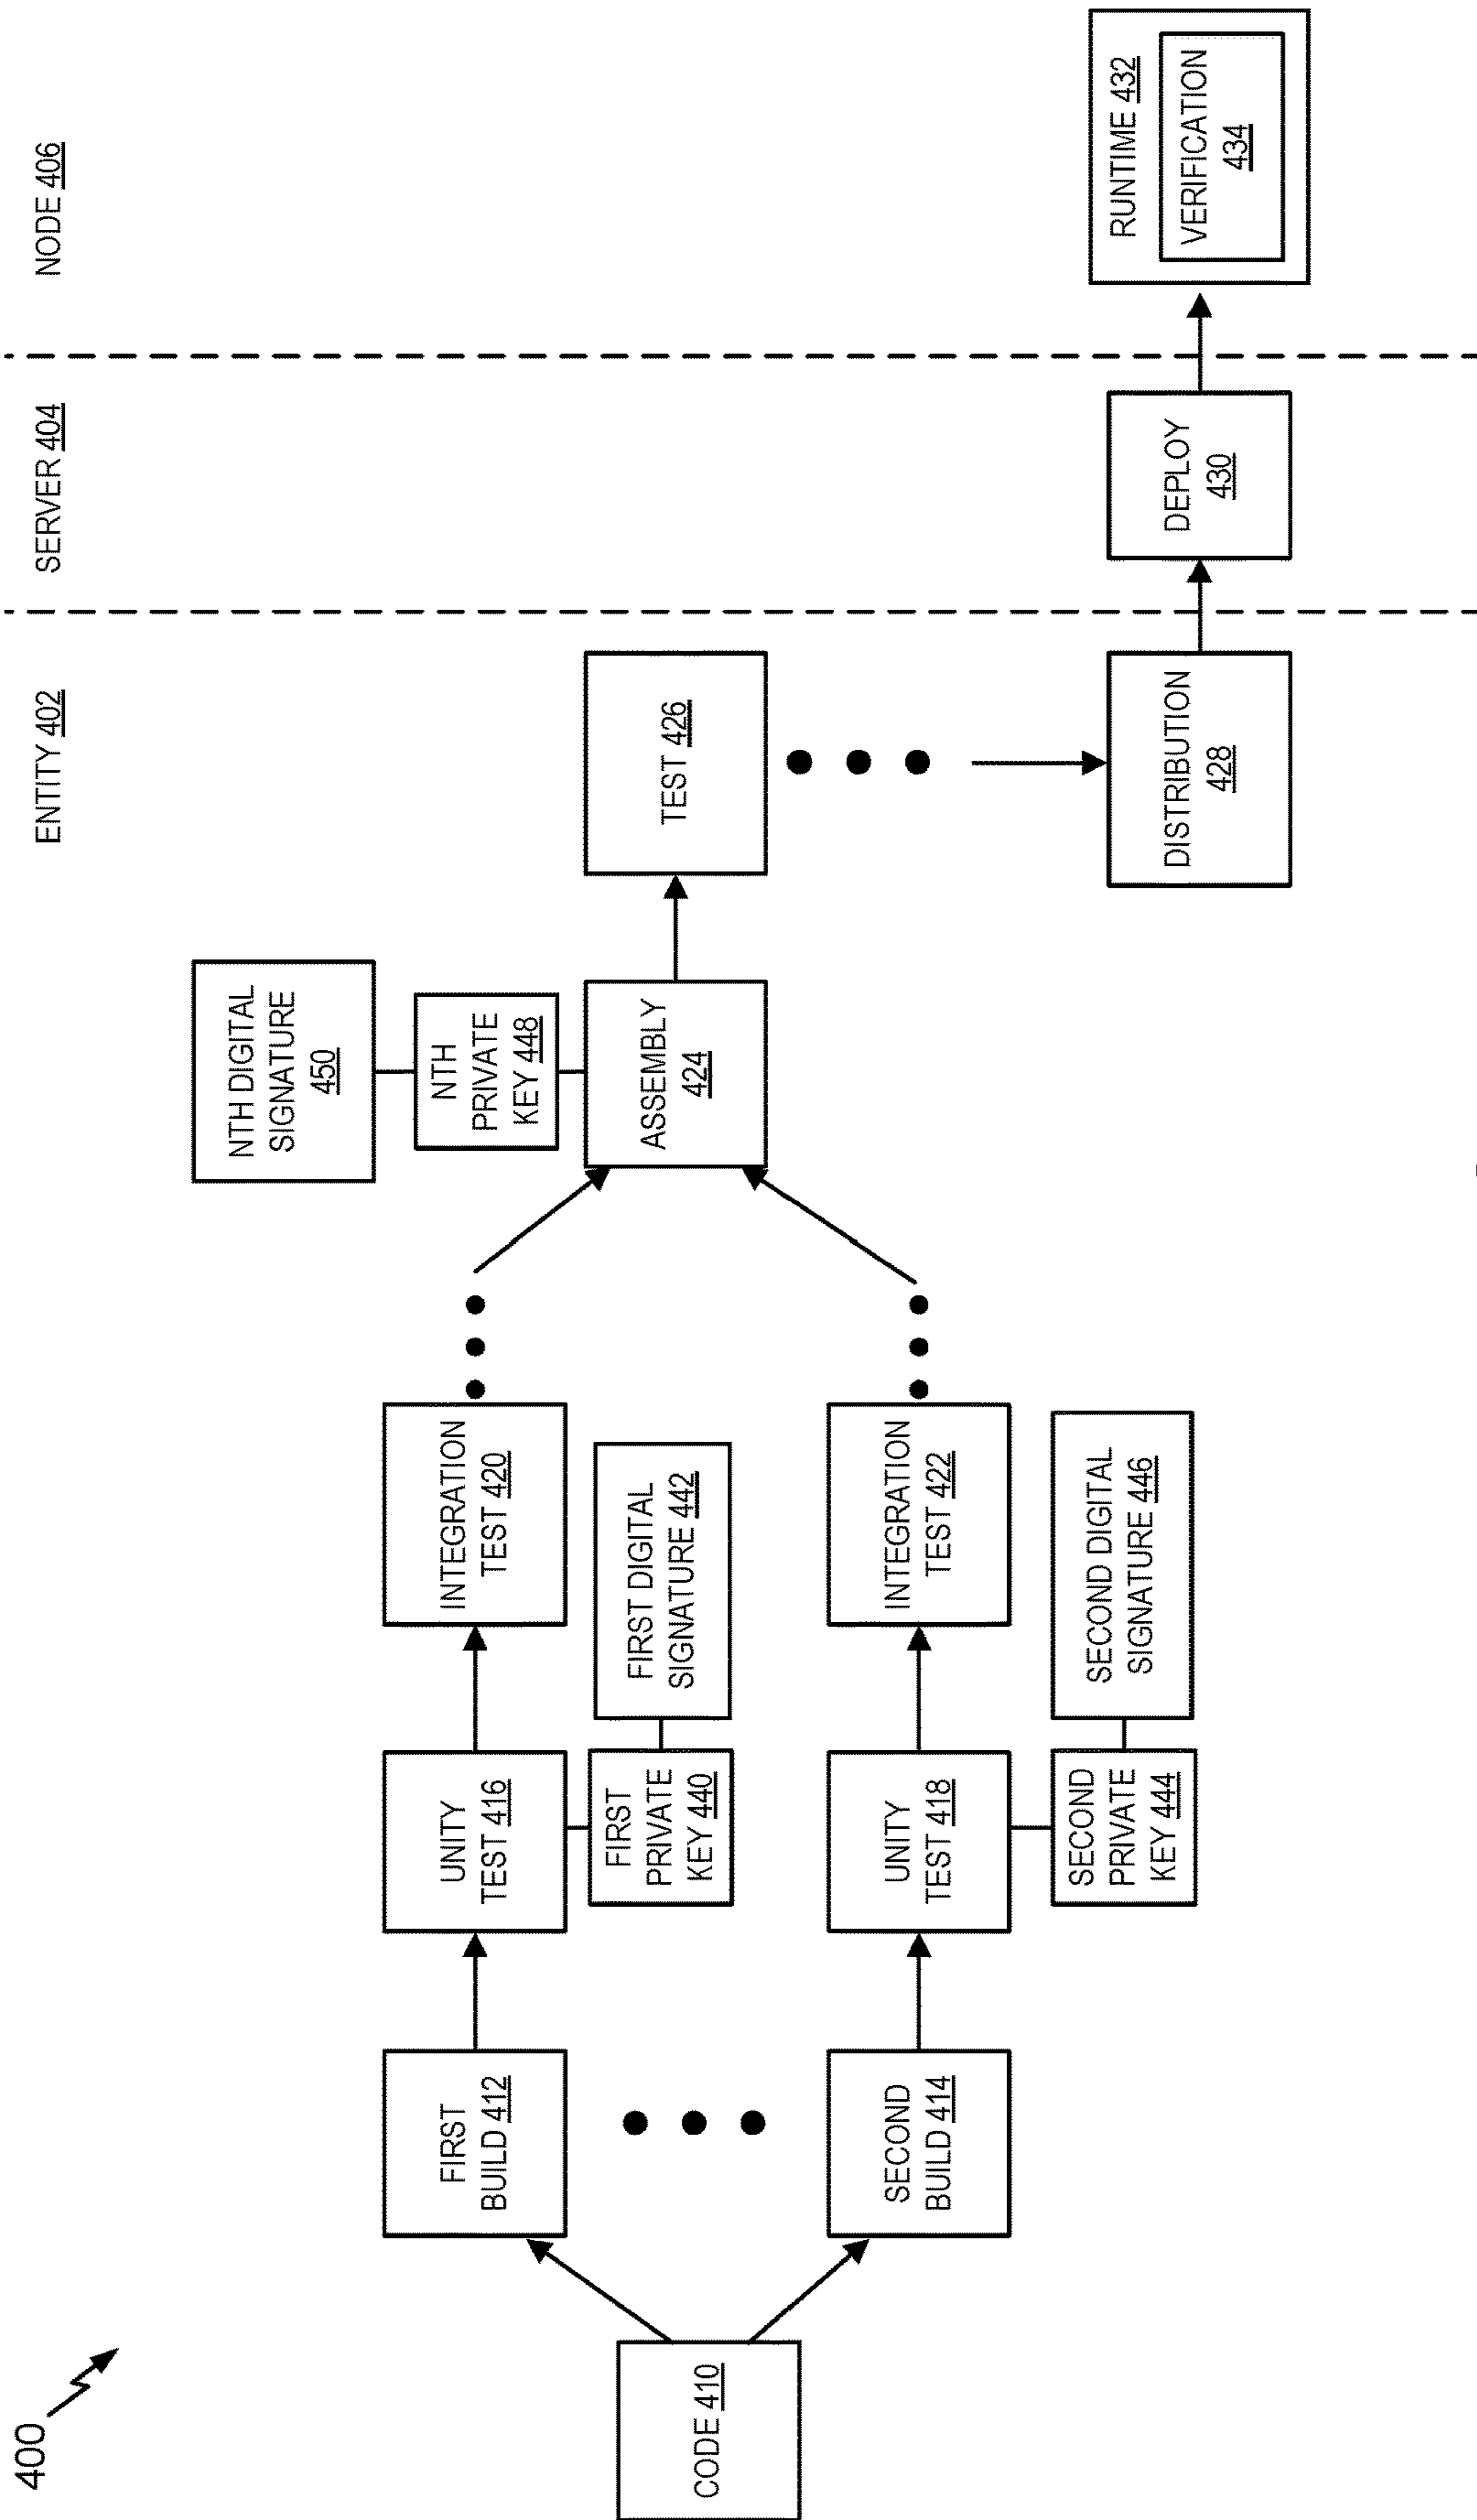 400
ENTITY 402
SERVER 404
NODE 406
NTH DIGITAL
SIGNATURE
450
NTH
PRIVATE
KEY 448
FIRST
BUILD 412
UNITY
TEST 416
INTEGRATION
TEST 420
FIRST
PRIVATE
KEY 440
FIRST DIGITAL
SIGNATURE 442
CODE 410
ASSEMBLY
424
TEST 426
SECOND
BUILD 414
UNITY
TEST 418
INTEGRATION
TEST 422
SECOND
PRIVATE
KEY 444
SECOND DIGITAL
SIGNATURE 446
DISTRIBUTION
428
DEPLOY
430
RUNTIME 432
VERIFICATION
434